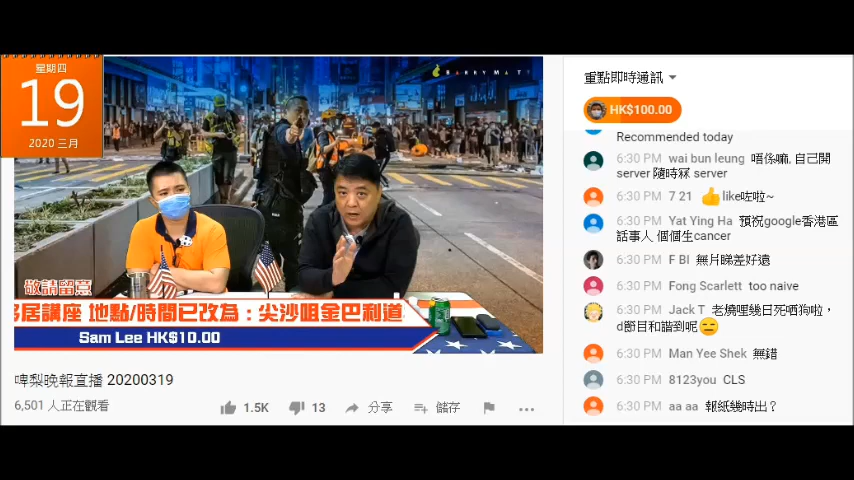 星期四
19
2020 三月
BARRYMA TT
敬請留意
居講座 地點/時間已改為：尖沙咀金巴利道
Sam Lee HK$10.00
啤梨晚報直播 20200319
6,501 人正在觀看
1.5K
13
分享
儲存
重點即時通訊
HK$100.00
Recommended today
6:30 PM wai bun leung 唔係嘛, 自己開
server 隨時冧 server
6:30 PM 7 21 👍like咗啦~
6:30 PM Yat Ying Ha 預祝google香港區
話事人 個個生cancer
6:30 PM F BI 無片睇差好遠
6:30 PM Fong Scarlett too naive
6:30 PM Jack T 老燒哩幾日死哂狗啦，
d節目和諧到呢😑
6:30 PM Man Yee Shek 無錯
6:30 PM 8123you CLS
6:30 PM aa aa 報紙幾時出？